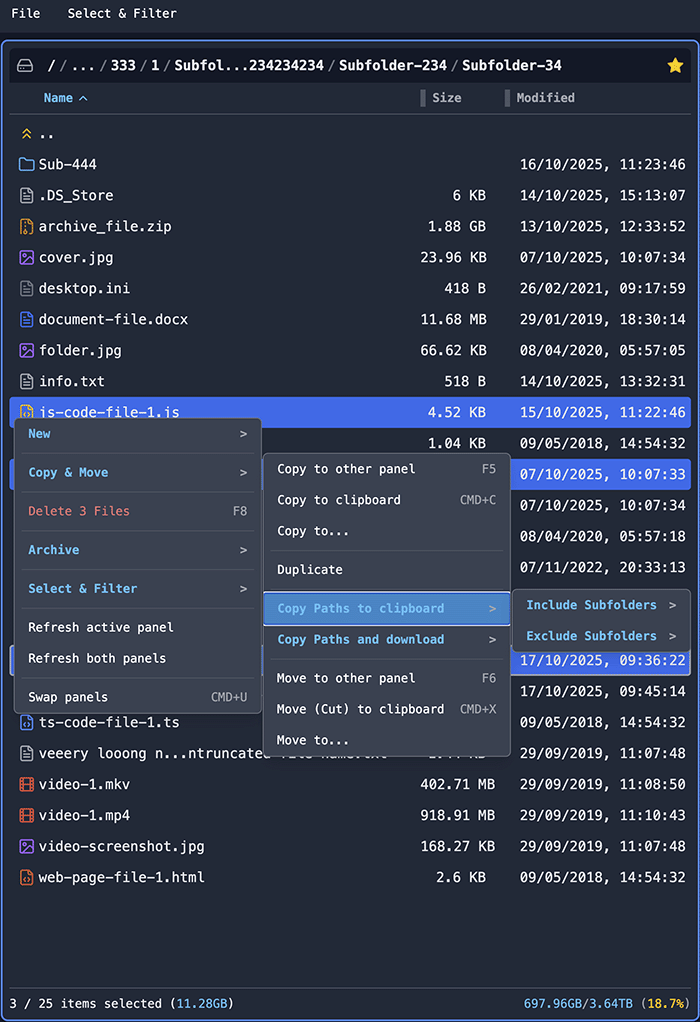 File Select & Filter
/ / ... / 333 / 1 / Subfol...234234234 / Subfolder-234 / Subfolder-34
Name Size Modified
..
Sub-444 16/10/2025, 11:23:46
.DS_Store 6 KB 14/10/2025, 15:13:07
archive_file.zip 1.88 GB 13/10/2025, 12:33:52
cover.jpg 23.96 KB 07/10/2025, 10:07:34
desktop.ini 418 B 26/02/2021, 09:17:59
document-file.docx 11.68 MB 29/01/2019, 18:30:14
folder.jpg 66.62 KB 08/04/2020, 05:57:05
info.txt 518 B 14/10/2025, 13:32:31
js-code-file-1.js 4.52 KB 15/10/2025, 11:22:46
1.04 KB 09/05/2018, 14:54:32
07/10/2025, 10:07:33
07/10/2025, 10:07:34
08/04/2020, 05:57:18
07/11/2022, 20:33:13
17/10/2025, 09:36:22
17/10/2025, 09:45:14
New >
Copy & Move >
Delete 3 Files F8
Archive >
Select & Filter >
Refresh active panel
Refresh both panels
Swap panels CMD+U
Copy to other panel F5
Copy to clipboard CMD+C
Copy to...
Duplicate
Copy Paths to clipboard >
Copy Paths and download >
Move to other panel F6
Move (Cut) to clipboard CMD+X
Move to...
Include Subfolders >
Exclude Subfolders >
ts-code-file-1.ts 09/05/2018, 14:54:32
veeery looong n...ntruncated 29/09/2019, 11:07:48
video-1.mkv 402.71 MB 29/09/2019, 11:08:50
video-1.mp4 918.91 MB 29/09/2019, 11:10:43
video-screenshot.jpg 168.27 KB 29/09/2019, 11:07:48
web-page-file-1.html 2.6 KB 09/05/2018, 14:54:32
3 / 25 items selected (11.28GB) 697.96GB/3.64TB (18.7%)